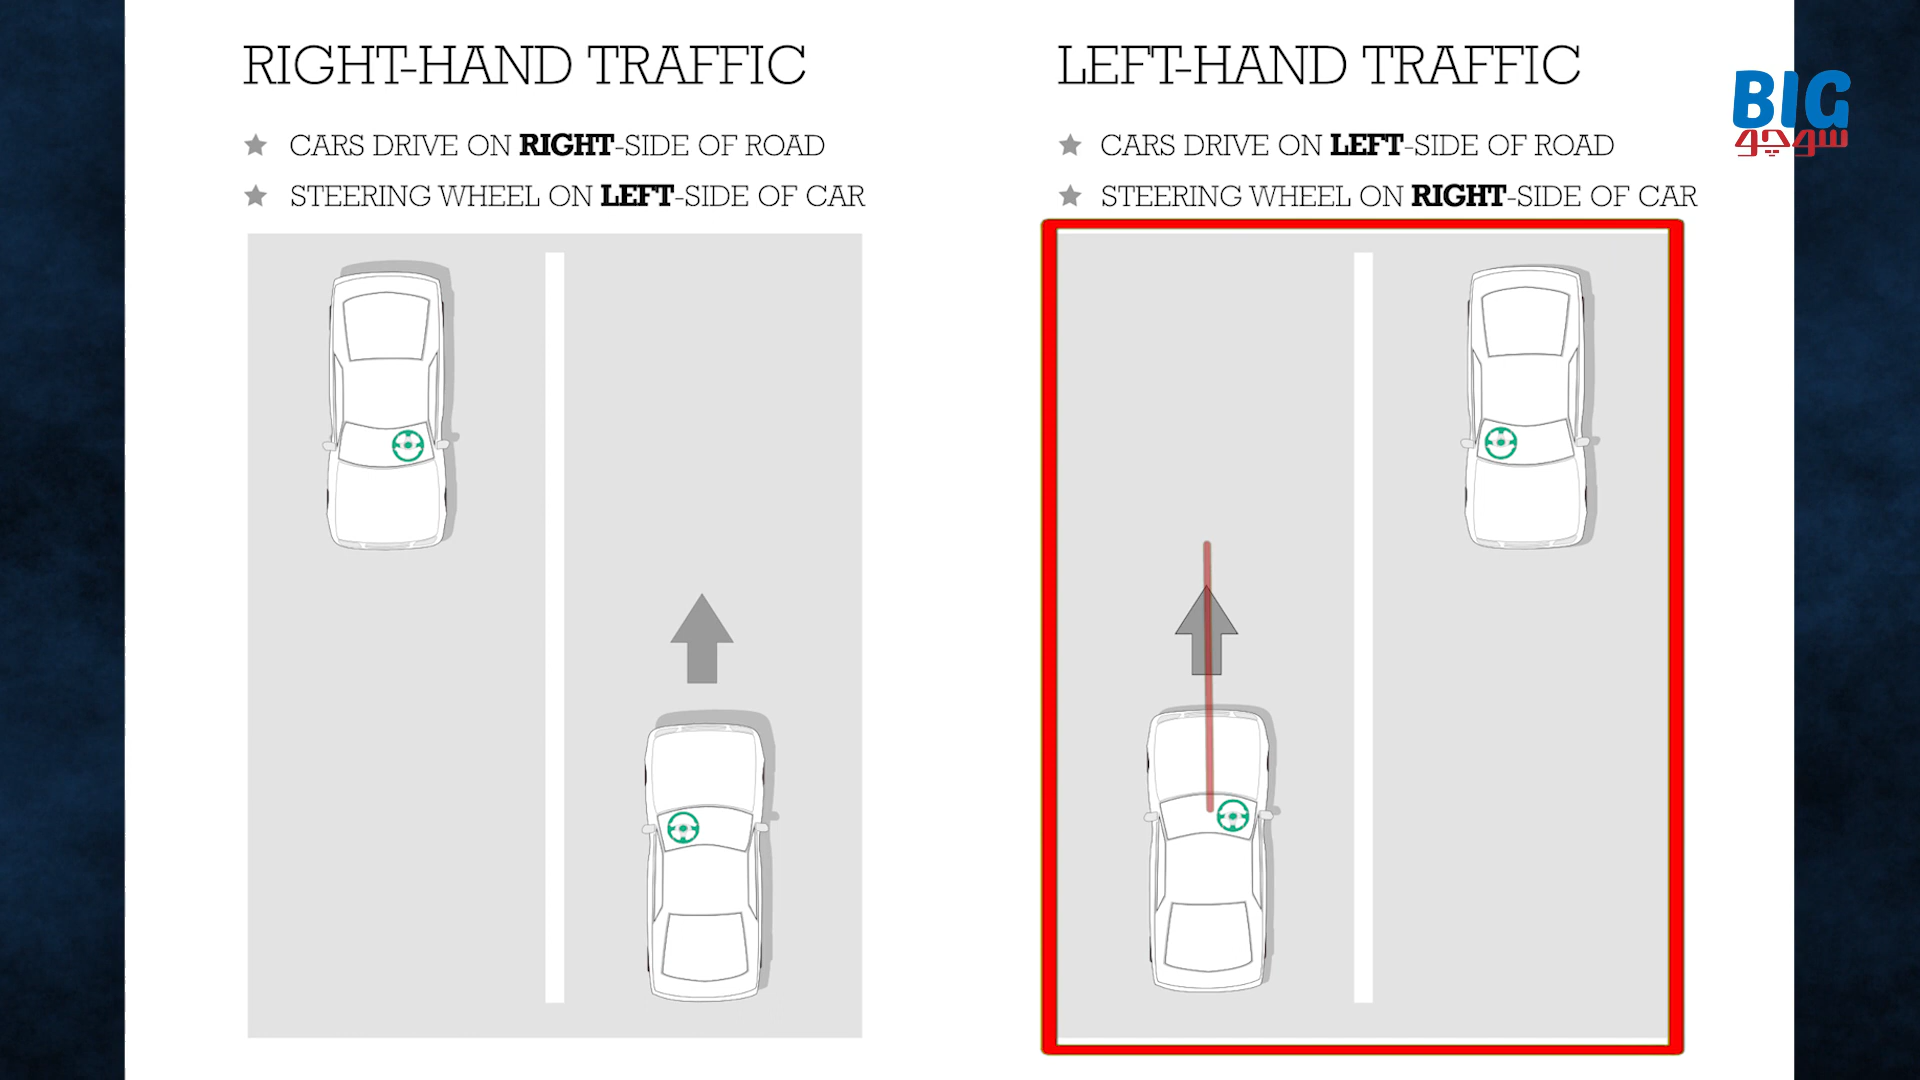 RIGHT-HAND TRAFFIC
CARS DRIVE ON RIGHT-SIDE OF ROAD
STEERING WHEEL ON LEFT-SIDE OF CAR
LEFT-HAND TRAFFIC
CARS DRIVE ON LEFT-SIDE OF ROAD
STEERING WHEEL ON RIGHT-SIDE OF CAR
BIG
سوچو